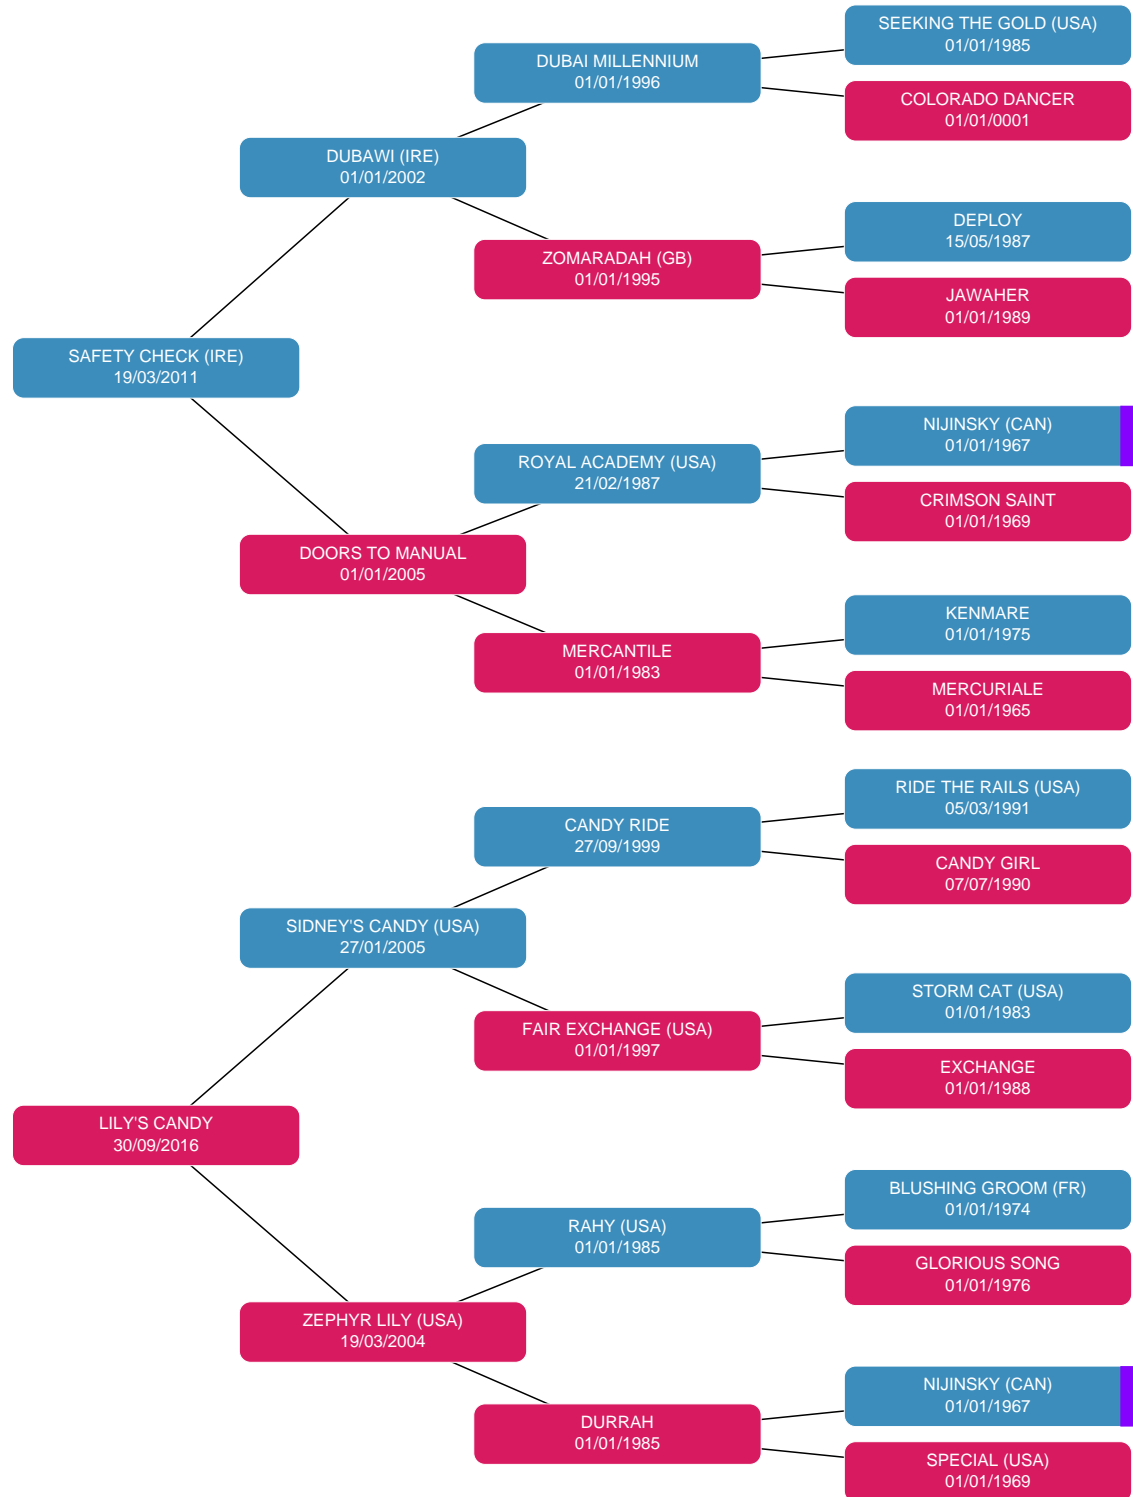 SEEKING THE GOLD (USA)
01/01/1985
DUBAI MILLENNIUM
01/01/1996
COLORADO DANCER
01/01/0001
DUBAWI (IRE)
01/01/2002
DEPLOY
15/05/1987
ZOMARADAH (GB)
01/01/1995
JAWAHER
01/01/1989
SAFETY CHECK (IRE)
19/03/2011
NIJINSKY (CAN)
01/01/1967
ROYAL ACADEMY (USA)
21/02/1987
CRIMSON SAINT
01/01/1969
DOORS TO MANUAL
01/01/2005
KENMARE
01/01/1975
MERCANTILE
01/01/1983
MERCURIALE
01/01/1965
RIDE THE RAILS (USA)
05/03/1991
CANDY RIDE
27/09/1999
CANDY GIRL
07/07/1990
SIDNEY'S CANDY (USA)
27/01/2005
STORM CAT (USA)
01/01/1983
FAIR EXCHANGE (USA)
01/01/1997
EXCHANGE
01/01/1988
LILY'S CANDY
30/09/2016
BLUSHING GROOM (FR)
01/01/1974
RAHY (USA)
01/01/1985
GLORIOUS SONG
01/01/1976
ZEPHYR LILY (USA)
19/03/2004
NIJINSKY (CAN)
01/01/1967
DURRAH
01/01/1985
SPECIAL (USA)
01/01/1969